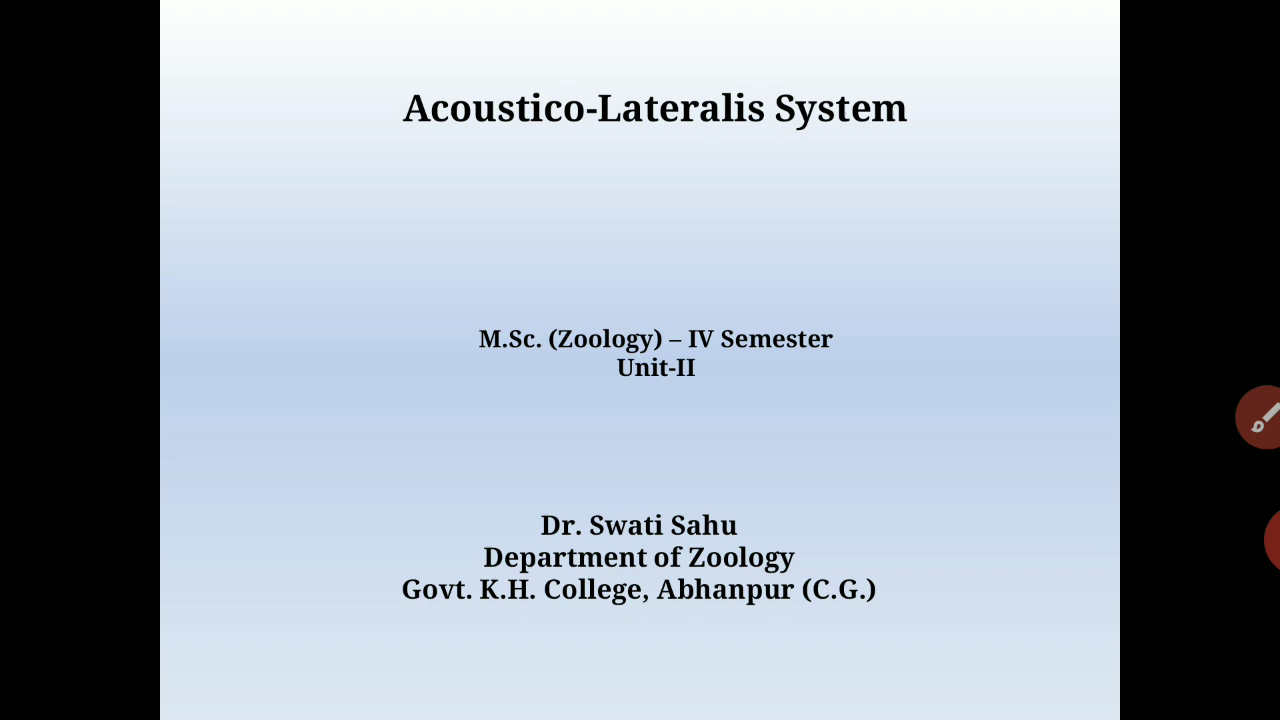 Acoustico-Lateralis System
M.Sc. (Zoology) – IV Semester
Unit-II
Dr. Swati Sahu
Department of Zoology
Govt. K.H. College, Abhanpur (C.G.)